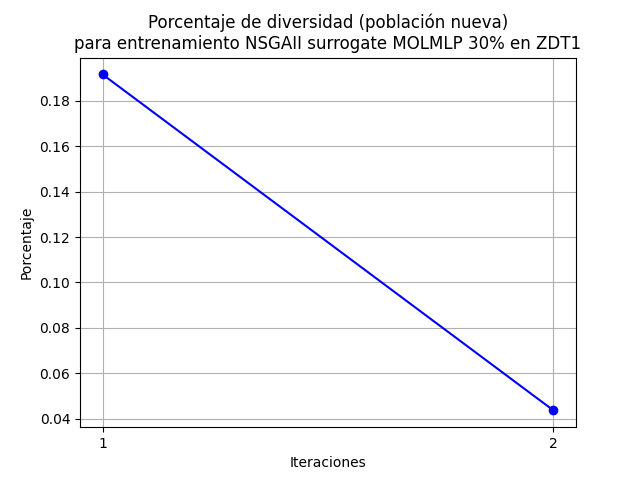 Porcentaje de diversidad (población nueva)
para entrenamiento NSGAII surrogate MOLMLP 30% en ZDT1
0.18
0.16
0.14
0.12
0.10
0.08
0.06
0.04
Porcentaje
1
2
Iteraciones